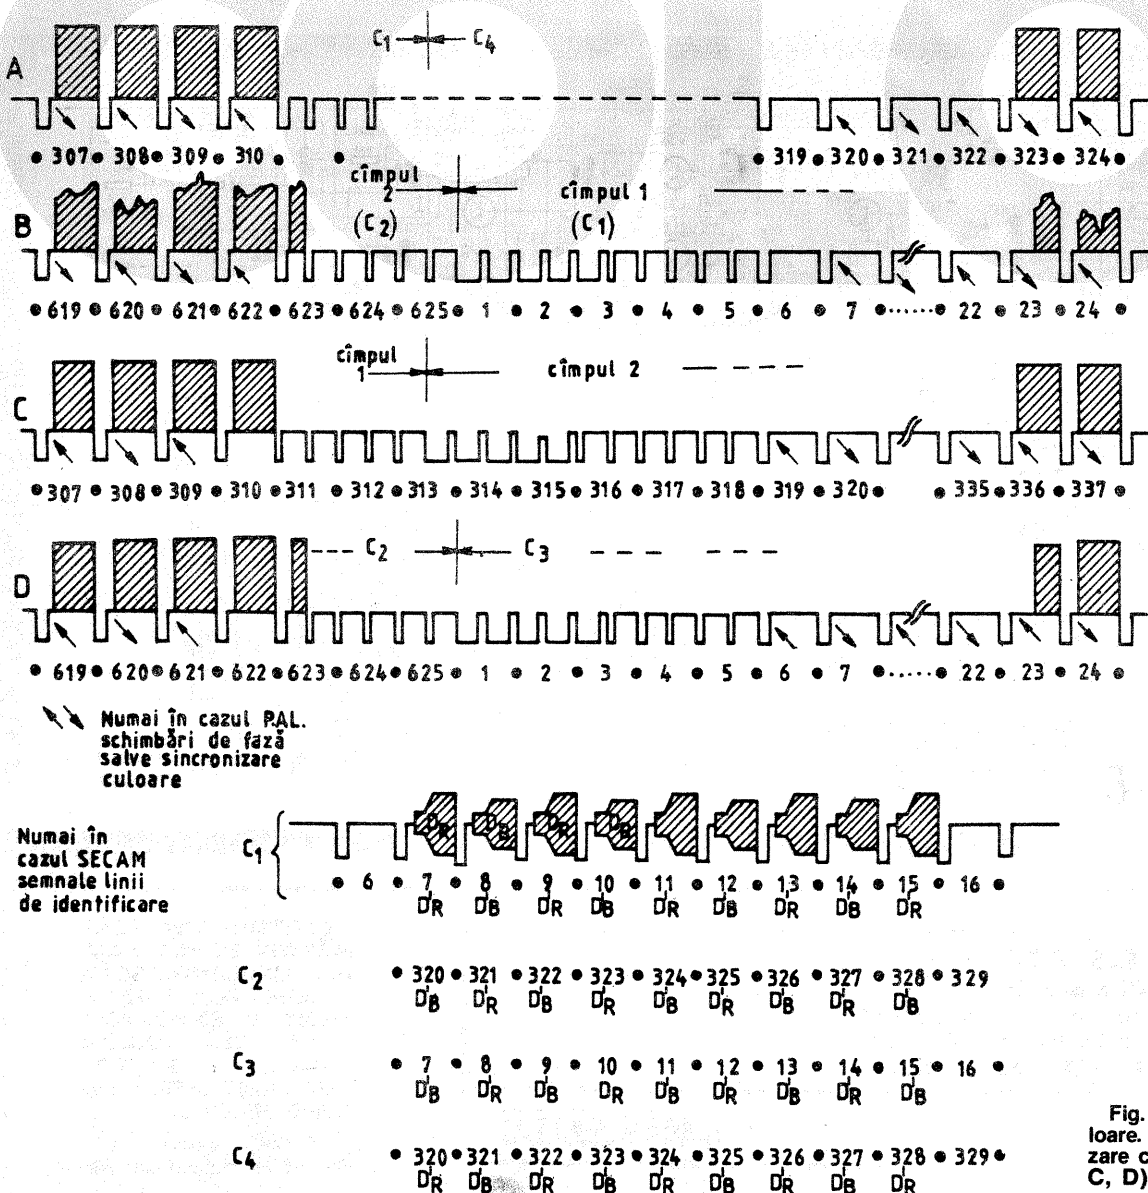 C1 C4
A
307 308 309 310 319 320 321 322 323 324
cîmpul 2 (C2) cîmpul 1 (C1)
B
619 620 621 622 623 624 625 1 2 3 4 5 6 7 ...... 22 23 24
cîmpul 1 cîmpul 2
C
307 308 309 310 311 312 313 314 315 316 317 318 319 320 335 336 337
C2 C3
D
619 620 621 622 623 624 625 1 2 3 4 5 6 7 ...... 22 23 24
Numai în cazul P.AL.
schimbări de fază
salve sincronizare
culoare
Numai în
cazul SECAM
semnale linii
de identificare
C1
DR DB DR DB
6 7 8 9 10 11 12 13 14 15 16
D'R D'B D'R D'B D'R D'B D'R D'B D'R
C2 320 321 322 323 324 325 326 327 328 329
D'B D'R D'B D'R D'B D'R D'B D'R D'B
C3 7 8 9 10 11 12 13 14 15 16
D'B D'R D'B D'R D'B D'R D'B D'R D'B
C4 320 321 322 323 324 325 326 327 328 329
D'R D'B D'R D'B D'R D'B D'R D'B D'R
Fig.
loare.
zare c
C, D)